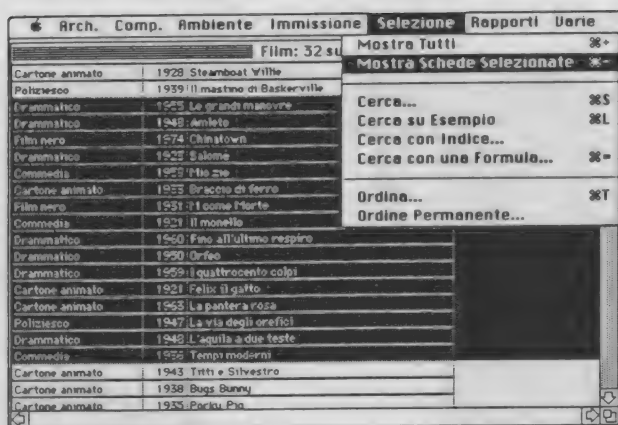 Arch. Comp. Ambiente Immissione Selezione Rapporti Varie
Film: 32 su
Mostra Tutti ⌘+
Mostra Schede Selezionate ⌘-
Cerca... ⌘S
Cerca su Esempio ⌘L
Cerca con Indice...
Cerca con una Formula... ⌘=
Ordina... ⌘T
Ordine Permanente...
Cartone animato 1928 Steamboat Willie
Poliziesco 1939 Il mastino di Baskerville
Drammatico 1955 Le grandi manovre
Drammatico 1948 Amleto
Film nero 1974 Chinatown
Drammatico Salomè
Commedia Mio zio
Cartone animato Braccio di ferro
Film nero 1931 M come Morte
Commedia 1921 Il monello
Drammatico 1960 Fino all'ultimo respiro
Drammatico 1950 Orfeo
Drammatico 1959 I quattrocento colpi
Cartone animato 1921 Felix il gatto
Cartone animato 1963 La pantera rosa
Poliziesco 1947 La via degli orefici
Drammatico 1948 L'aquila a due teste
Commedia 1936 Tempi moderni
Cartone animato 1943 Titti e Silvestro
Cartone animato 1938 Bugs Bunny
Cartone animato 1935 Porky Pig